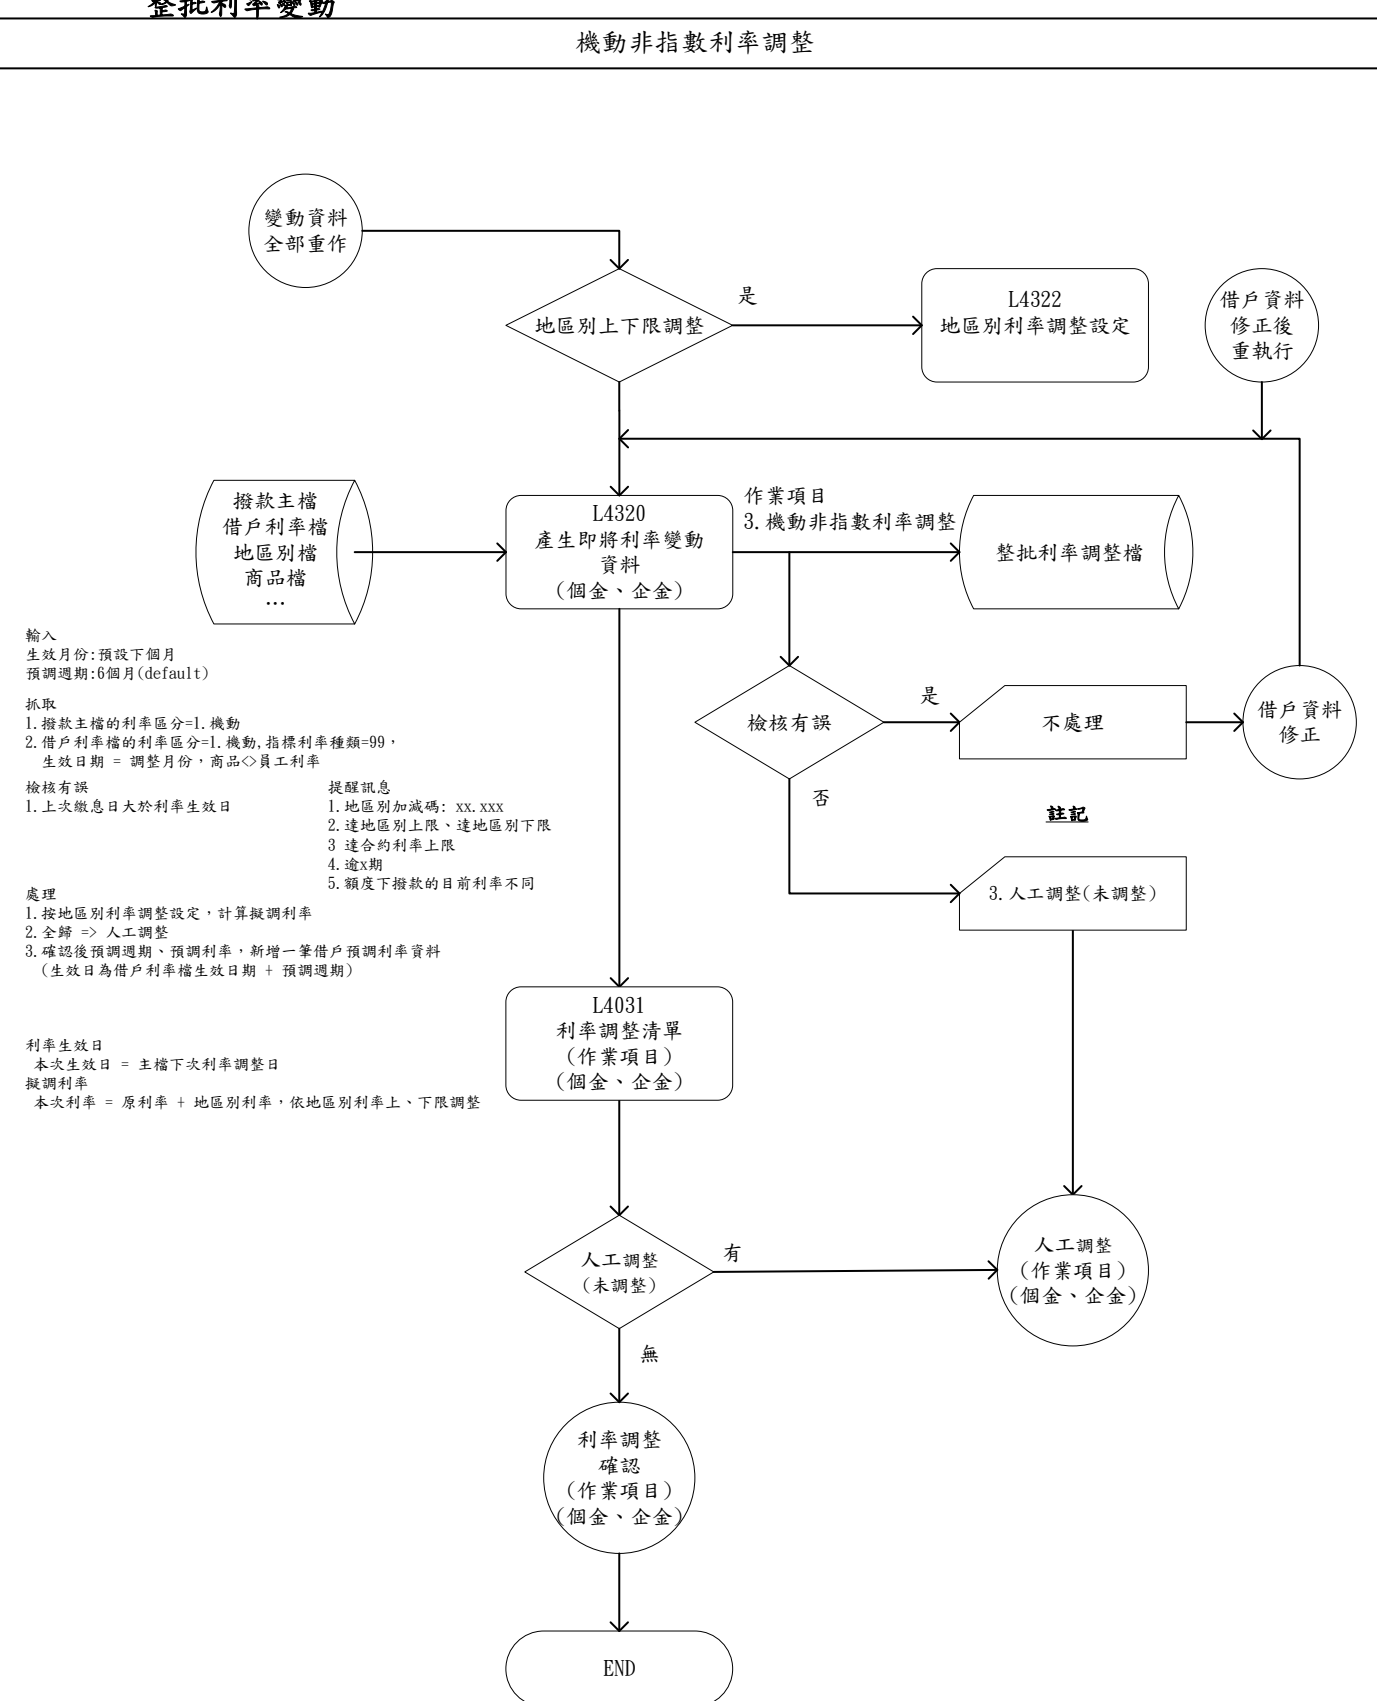 整批利率變動
機動非指數利率調整
變動資料
全部重作
地區別上下限調整
是
L4322
地區別利率調整設定
借戶資料
修正後
重執行
撥款主檔
借戶利率檔
地區別檔
商品檔
...
L4320
產生即將利率變動
資料
(個金、企金)
作業項目
3.機動非指數利率調整
整批利率調整檔
輸入
生效月份:預設下個月
預調週期:6個月(default)
抓取
1.撥款主檔的利率區分=1.機動
2.借戶利率檔的利率區分=1.機動,指標利率種類=99，
生效日期 = 調整月份，商品<>員工利率
檢核有誤
1.上次繳息日大於利率生效日
提醒訊息
1.地區別加減碼: xx.xxx
2.達地區別上限、達地區別下限
3 達合約利率上限
4.逾x期
5.額度下撥款的目前利率不同
處理
1.按地區別利率調整設定，計算擬調利率
2.全歸 => 人工調整
3.確認後預調週期、預調利率，新增一筆借戶預調利率資料
(生效日為借戶利率檔生效日期 + 預調週期)
利率生效日
本次生效日 = 主檔下次利率調整日
擬調利率
本次利率 = 原利率 + 地區別利率，依地區別利率上、下限調整
檢核有誤
是
不處理
借戶資料
修正
否
註記
3.人工調整(未調整)
L4031
利率調整清單
(作業項目)
(個金、企金)
人工調整
(未調整)
有
人工調整
(作業項目)
(個金、企金)
無
利率調整
確認
(作業項目)
(個金、企金)
END